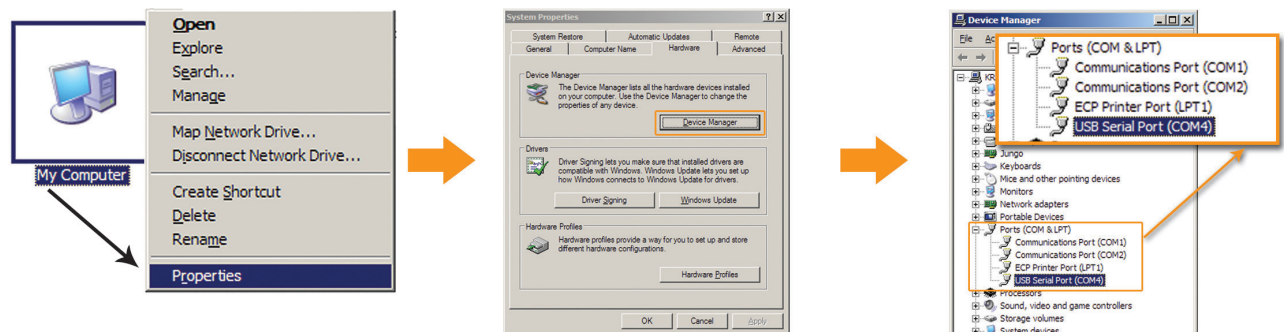 My Computer
Open
Explore
Search...
Manage
Map Network Drive...
Disconnect Network Drive...
Create Shortcut
Delete
Rename
Properties
System Properties
System Restore Automatic Updates Remote
General Computer Name Hardware Advanced
Device Manager
The Device Manager lists all the hardware devices installed
on your computer. Use the Device Manager to change the
properties of any device.
Device Manager
Drivers
Driver Signing lets you make sure that installed drivers are
compatible with Windows. Windows Update lets you set up
how Windows connects to Windows Update for drivers.
Driver Signing Windows Update
Hardware Profiles
Hardware profiles provide a way for you to set up and store
different hardware configurations.
Hardware Profiles
OK Cancel Apply
Device Manager
File
Ports (COM & LPT)
Communications Port (COM1)
Communications Port (COM2)
ECP Printer Port (LPT1)
USB Serial Port (COM4)
Jungo
Keyboards
Mice and other pointing devices
Monitors
Network adapters
Portable Devices
Ports (COM & LPT)
Communications Port (COM1)
Communications Port (COM2)
ECP Printer Port (LPT1)
USB Serial Port (COM4)
Processors
Sound, video and game controllers
Storage volumes
System devices